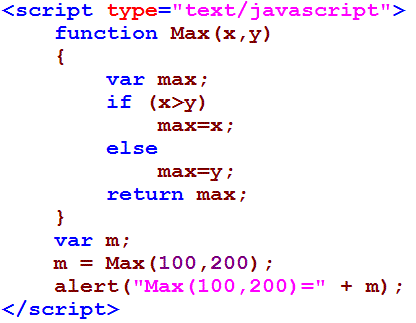 <script type="text/javascript">
    function Max(x,y)
    {
        var max;
        if (x>y)
            max=x;
        else
            max=y;
        return max;
    }
    var m;
    m = Max(100,200);
    alert("Max(100,200)=" + m);
</script>